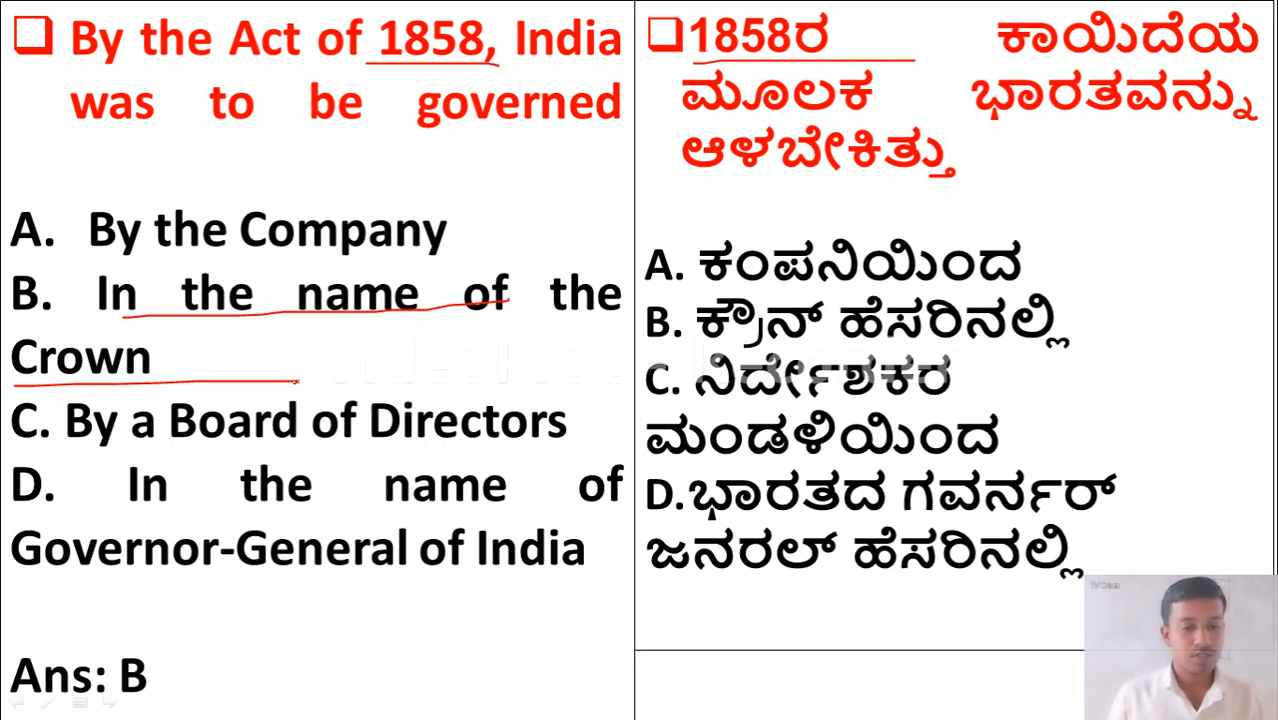 By the Act of 1858, India
was to be governed
A. By the Company
B. In the name of the
Crown
C. By a Board of Directors
D. In the name of
Governor-General of India
Ans: B
1858ರ ಕಾಯಿದೆಯ
ಮೂಲಕ ಭಾರತವನ್ನು
ಆಳಬೇಕಿತ್ತು
A. ಕಂಪನಿಯಿಂದ
B. ಕ್ರೌನ್ ಹೆಸರಿನಲ್ಲಿ
C. ನಿರ್ದೇಶಕರ
ಮಂಡಳಿಯಿಂದ
D.ಭಾರತದ ಗವರ್ನರ್
ಜನರಲ್ ಹೆಸರಿನಲ್ಲಿ